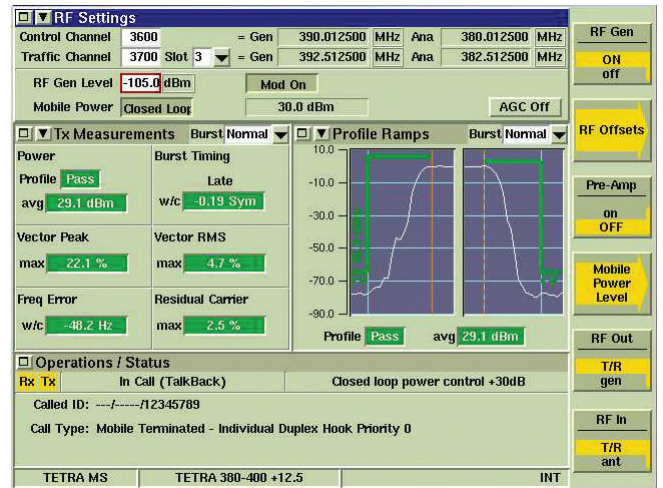 RF Settings
Control Channel 3600 = Gen 390.012500 MHz Ana 380.012500 MHz
Traffic Channel 3700 Slot 3 = Gen 392.512500 MHz Ana 382.512500 MHz
RF Gen Level -105.0 dBm Mod On
Mobile Power Closed Loop 30.0 dBm AGC Off
Tx Measurements Burst Normal
Power
Profile Pass
avg 29.1 dBm
Burst Timing
Late
w/c -0.19 Sym
Vector Peak
max 22.1 %
Vector RMS
max 4.7 %
Freq Error
w/c -48.2 Hz
Residual Carrier
max 2.5 %
Profile Ramps Burst Normal
10.0
-10.0
-30.0
-50.0
-70.0
-90.0
Profile Pass avg 29.1 dBm
Operations / Status
Rx Tx In Call (TalkBack) Closed loop power control +30dB
Called ID: ---/-----/12345789
Call Type: Mobile Terminated - Individual Duplex Hook Priority 0
TETRA MS TETRA 380-400 +12.5 INT
RF Gen
ON
off
RF Offsets
Pre-Amp
on
OFF
Mobile
Power
Level
RF Out
T/R
gen
RF In
T/R
ant